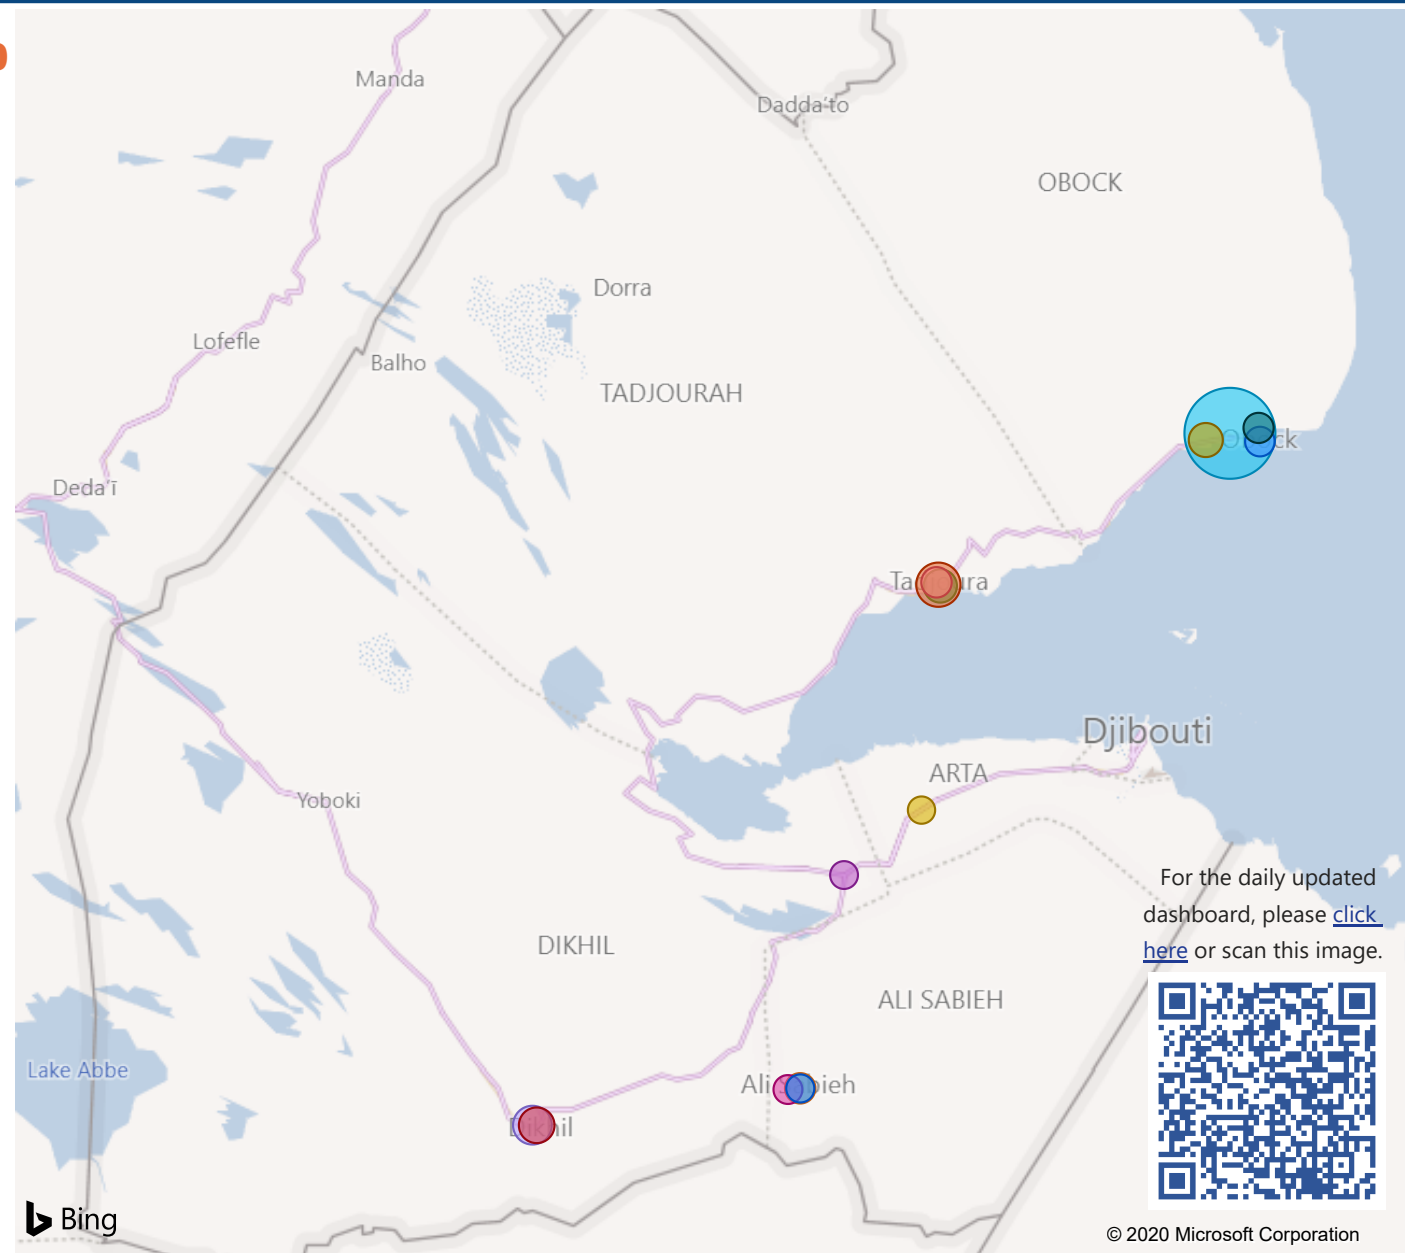 Manda
Dadda'to
OBOCK
Dorra
Lofefle
Balho
TADJOURAH
Deda'ī
Djibouti
ARTA
Yoboki
For the daily updated
dashboard, please click
here or scan this image.
DIKHIL
ALI SABIEH
Lake Abbe
Bing
© 2020 Microsoft Corporation